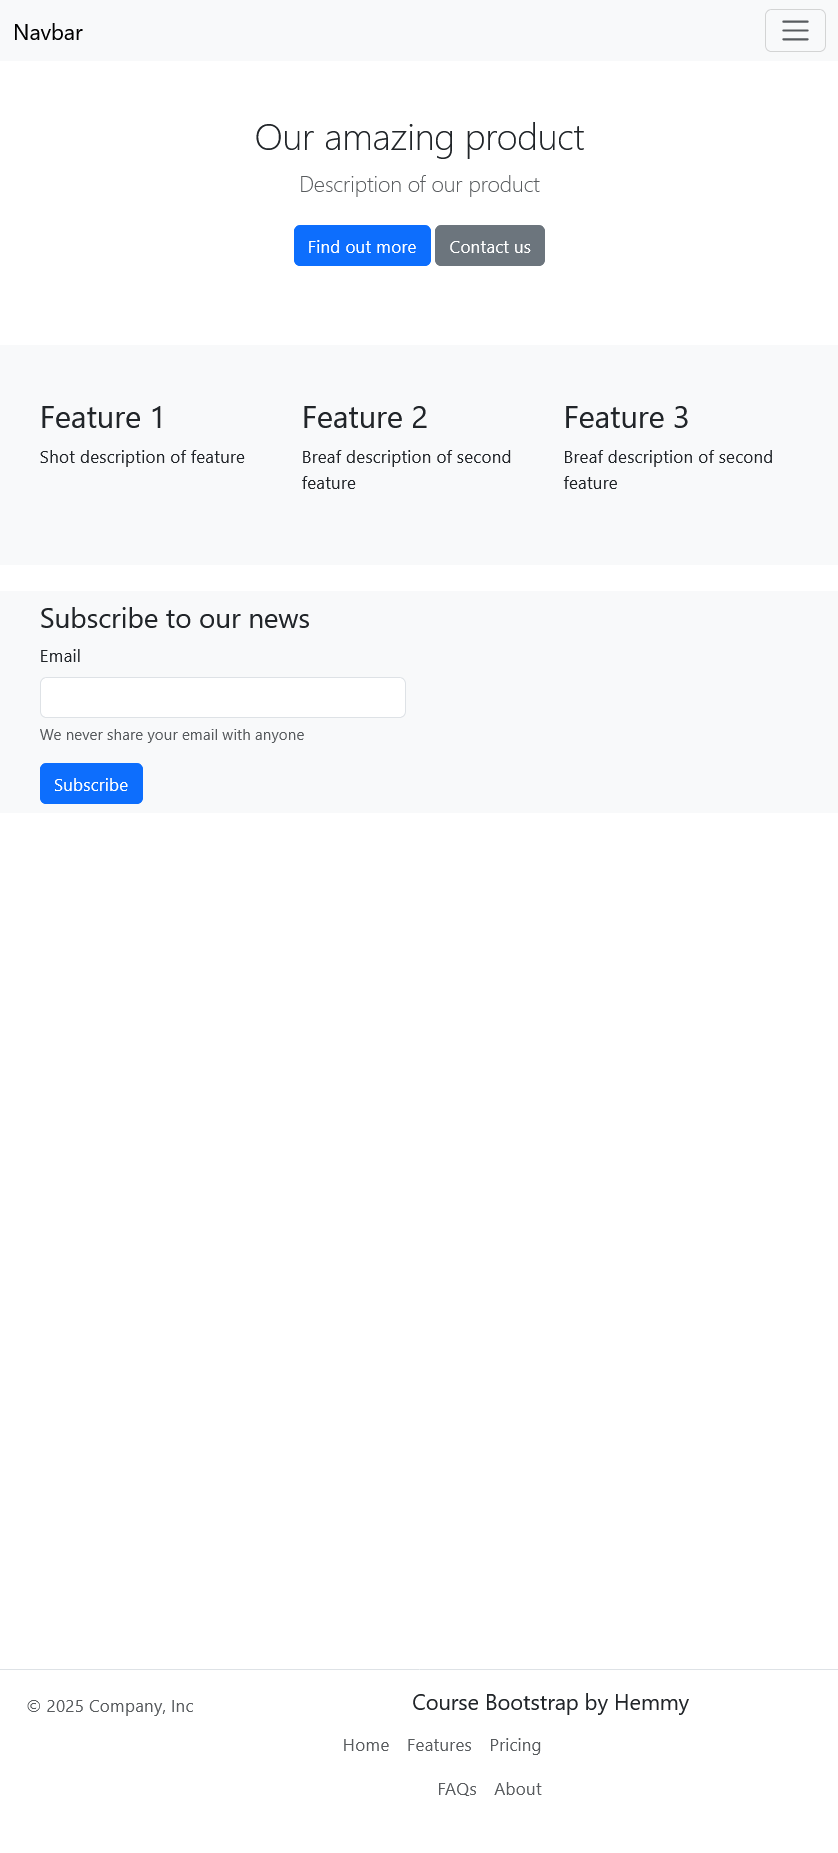 Navbar
Our amazing product
Description of our product
Find out more
Contact us
Feature 1
Shot description of feature
Feature 2
Breaf description of second
feature
Feature 3
Breaf description of second
feature
Subscribe to our news
Email
We never share your email with anyone
Subscribe
© 2025 Company, Inc
Course Bootstrap by Hemmy
Home Features Pricing
FAQs About